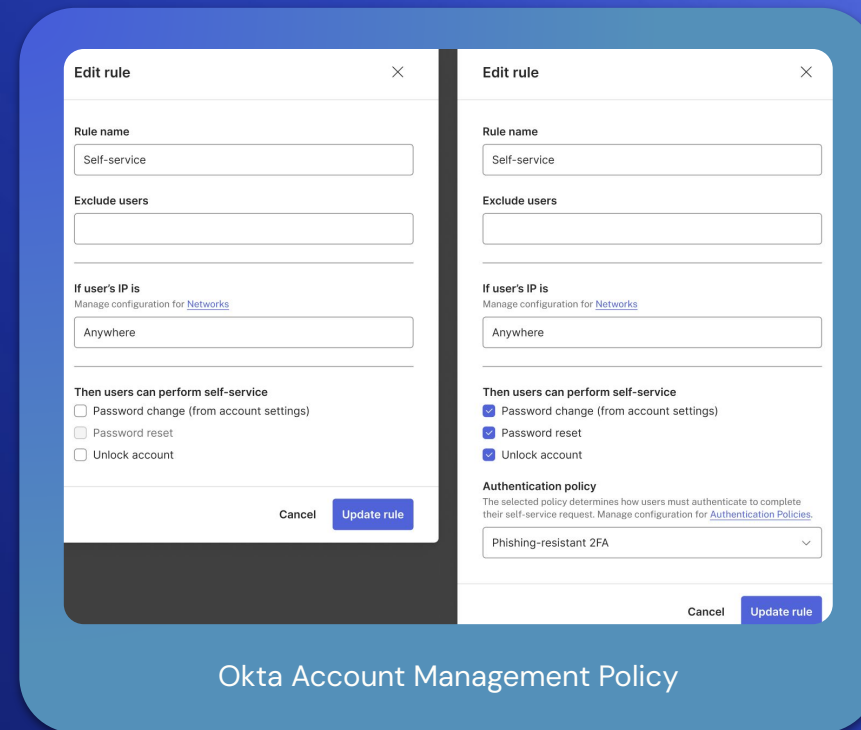 Edit rule
Rule name
Self-service
Exclude users
If user's IP is
Manage configuration for Networks
Anywhere
Then users can perform self-service
Password change (from account settings)
Password reset
Unlock account
Cancel
Update rule
Edit rule
Rule name
Self-service
Exclude users
If user's IP is
Manage configuration for Networks
Anywhere
Then users can perform self-service
Password change (from account settings)
Password reset
Unlock account
Authentication policy
The selected policy determines how users must authenticate to complete
their self-service request. Manage configuration for Authentication Policies.
Phishing-resistant 2FA
Cancel
Update rule
Okta Account Management Policy